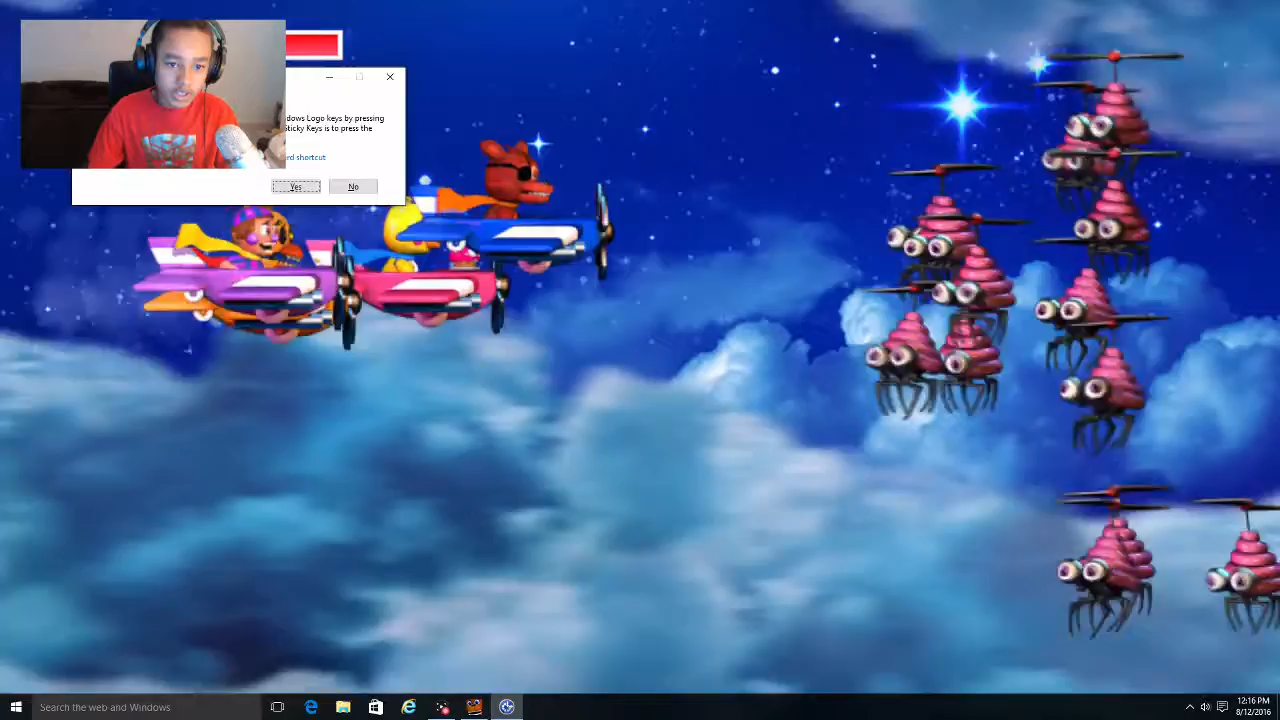 dows Logo keys by pressing
Sticky Keys is to press the
rd shortcut
Yes
No
Search the web and Windows
12:16 PM
8/12/2016